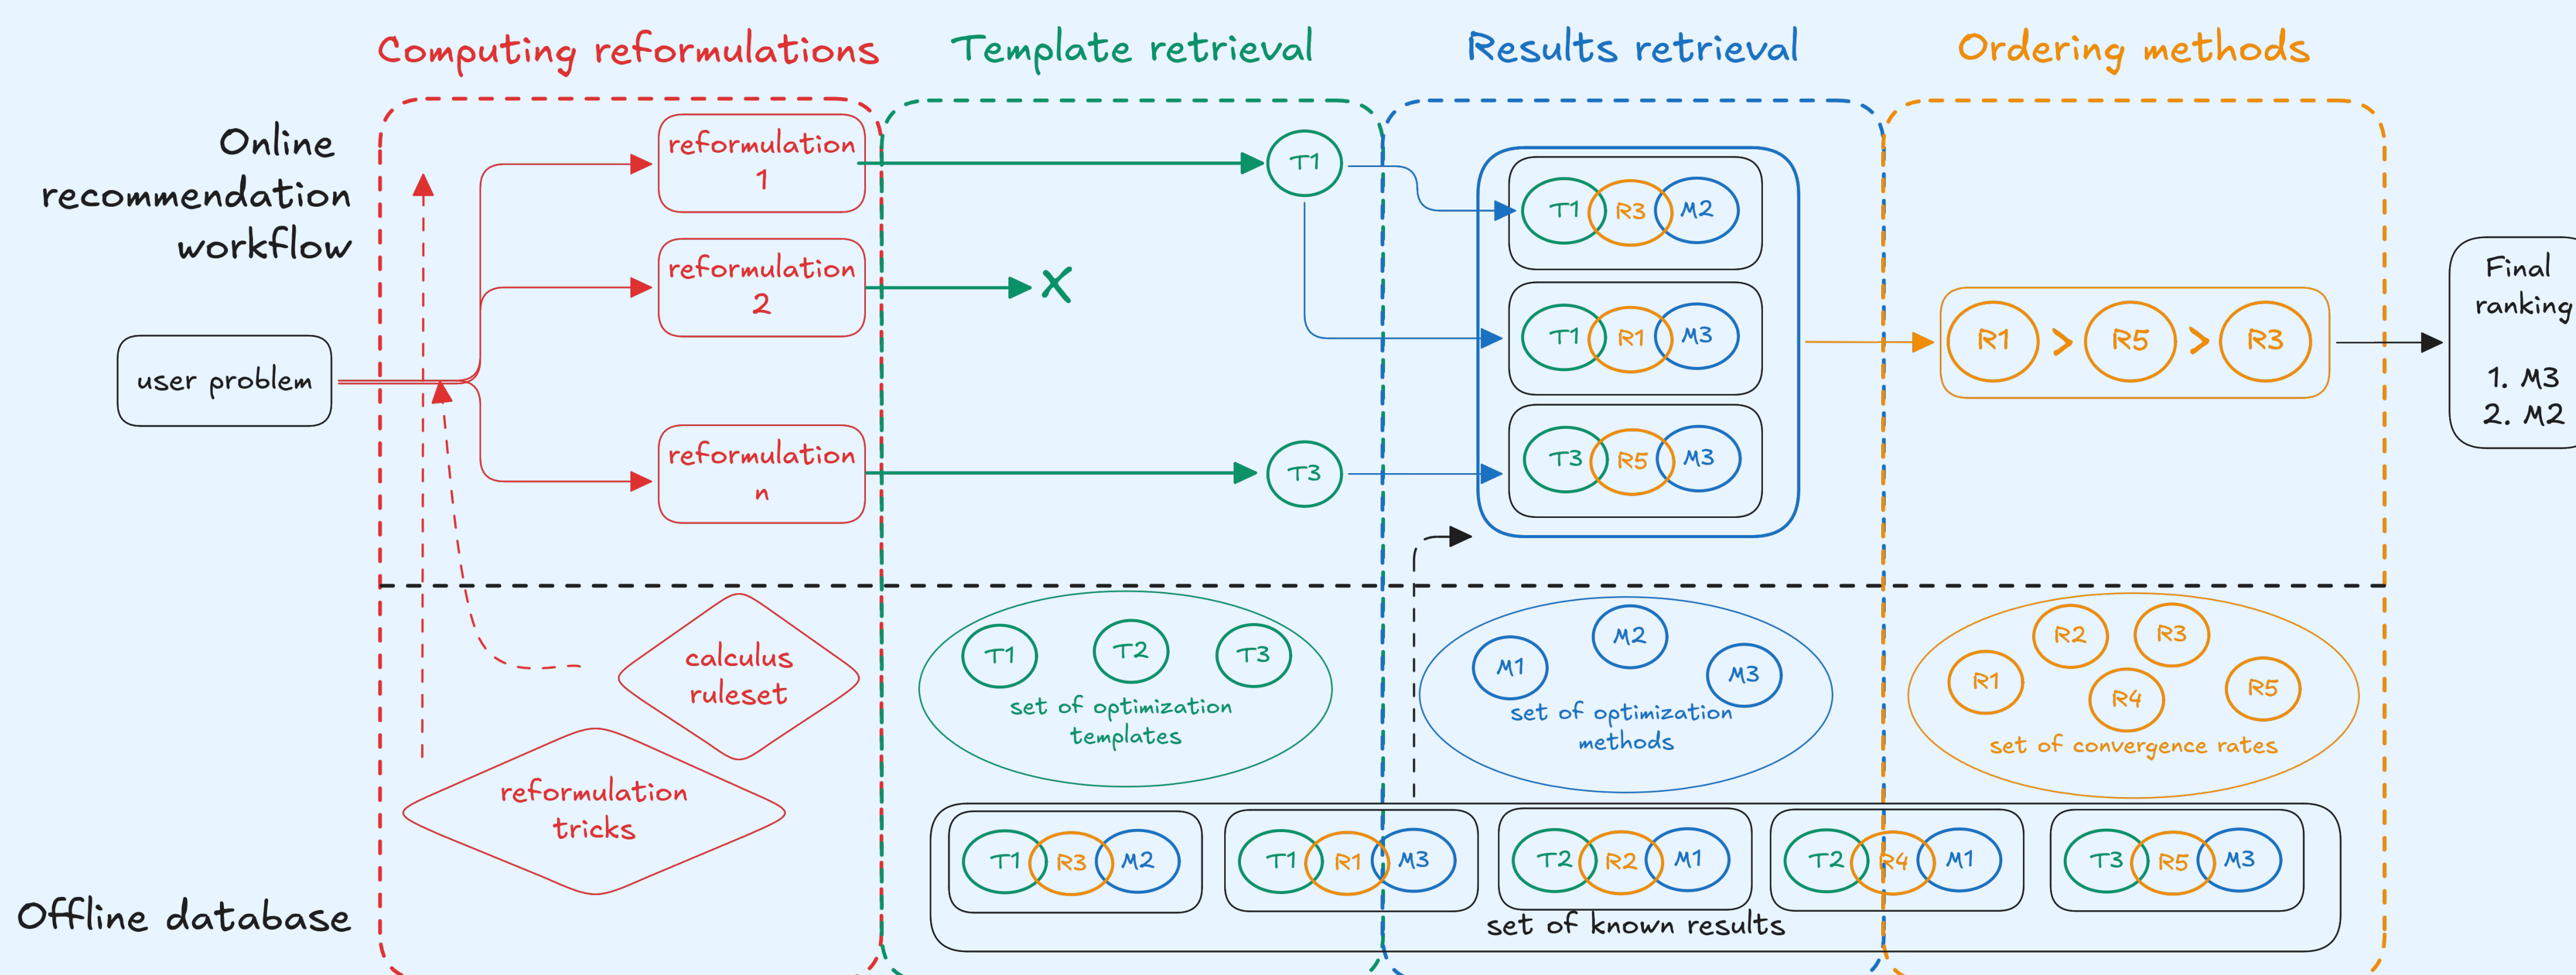 Computing reformulations
Template retrieval
Results retrieval
Ordering methods
Online
recommendation
workflow
user problem
reformulation
1
reformulation
2
reformulation
n
T1
X
T3
T1 R3 M2
T1 R1 M3
T3 R5 M3
R1 > R5 > R3
Final
ranking
1. M3
2. M2
calculus
ruleset
reformulation
tricks
T1 T2 T3
set of optimization
templates
M1 M2 M3
set of optimization
methods
R1 R2 R3 R4 R5
set of convergence rates
Offline database
T1 R3 M2
T1 R1 M3
T2 R2 M1
T2 R4 M1
T3 R5 M3
set of known results